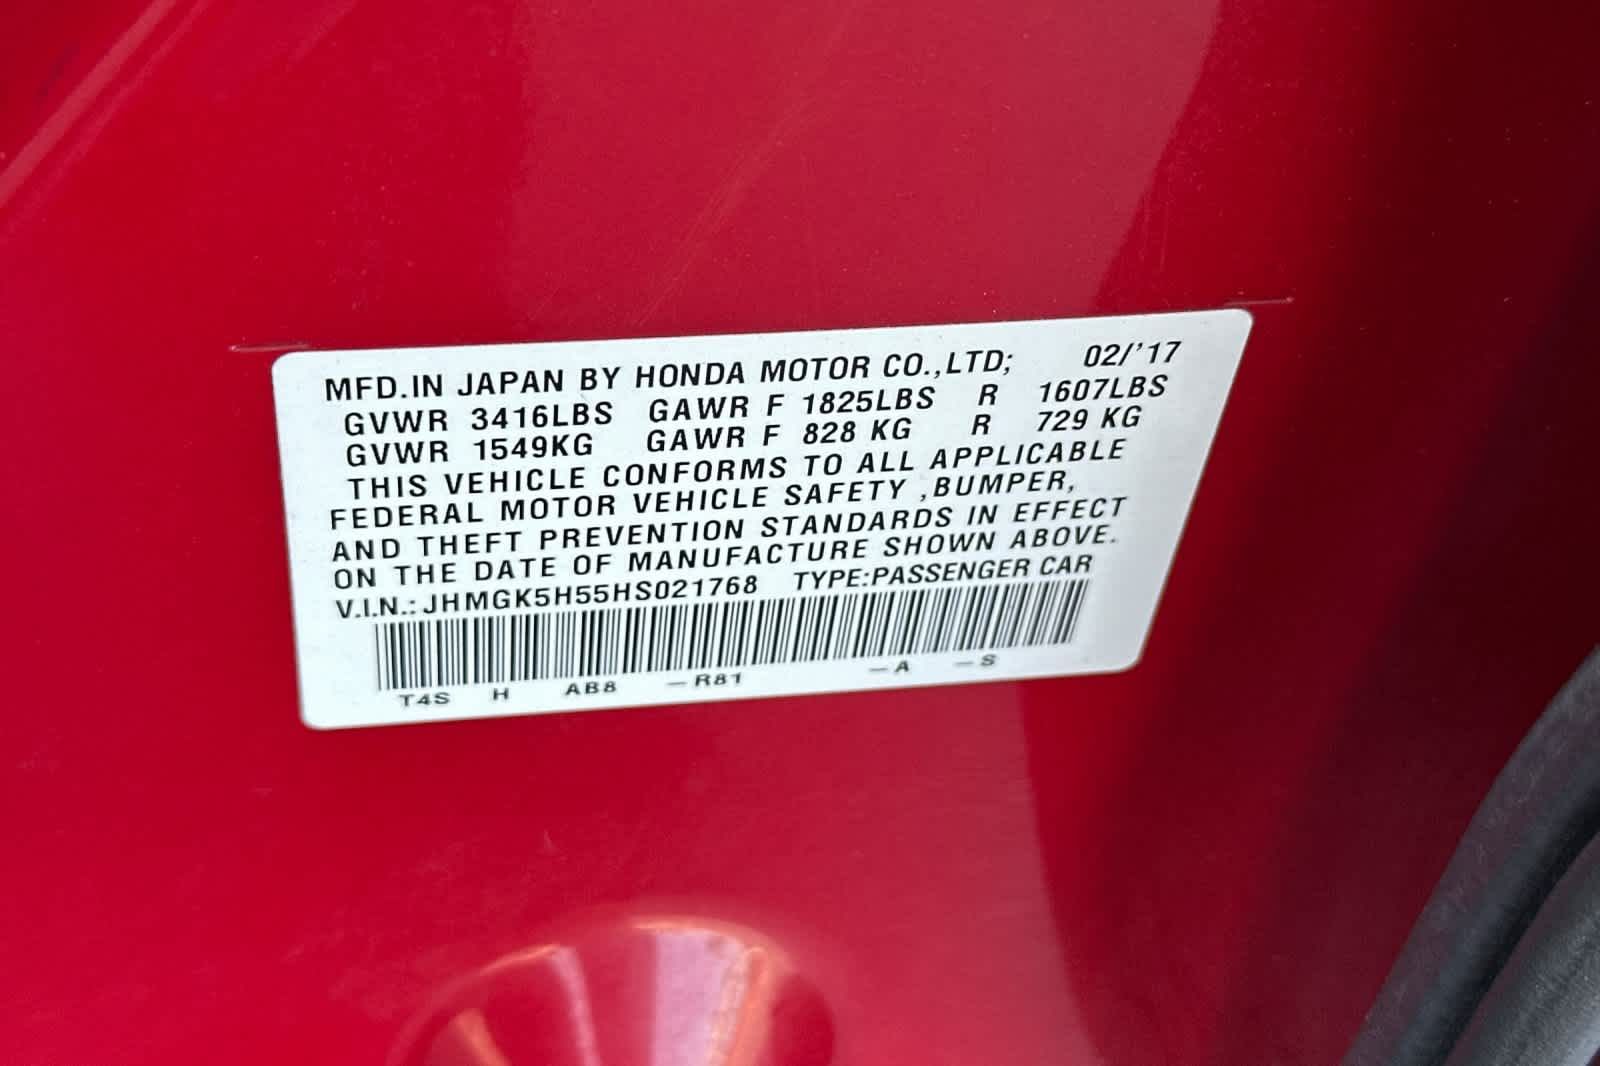 MFD.IN JAPAN BY HONDA MOTOR CO.,LTD; 02/'17
GVWR 3416LBS GAWR F 1825LBS R 1607LBS
GVWR 1549KG GAWR F 828 KG R 729 KG
THIS VEHICLE CONFORMS TO ALL APPLICABLE
FEDERAL MOTOR VEHICLE SAFETY ,BUMPER,
AND THEFT PREVENTION STANDARDS IN EFFECT
ON THE DATE OF MANUFACTURE SHOWN ABOVE.
V.I.N.: JHMGK5H55HS021768 TYPE:PASSENGER CAR
T4S H AB8 –R81 –A –S